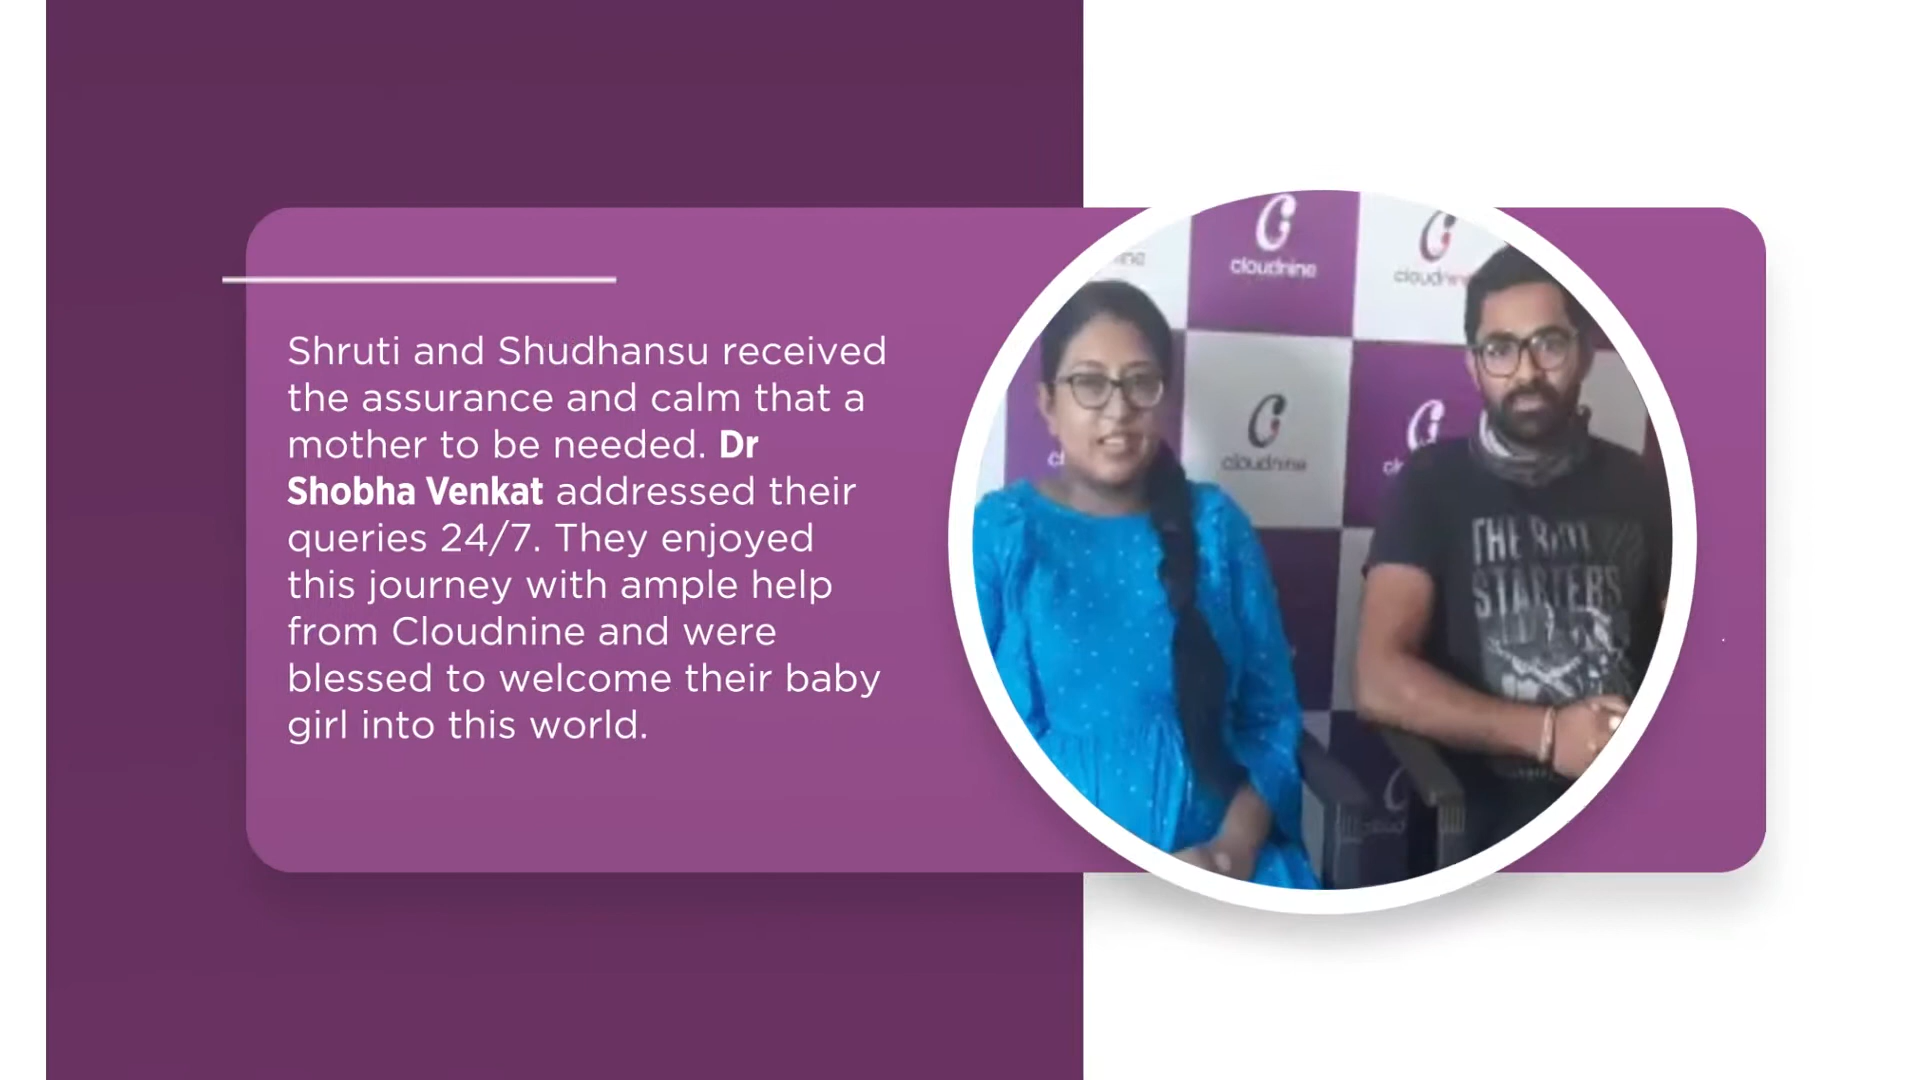 Shruti and Shudhansu received
the assurance and calm that a
mother to be needed. Dr
Shobha Venkat addressed their
queries 24/7. They enjoyed
this journey with ample help
from Cloudnine and were
blessed to welcome their baby
girl into this world.
cloudnine
cloudnine
cloudnine
THE
STARTERS